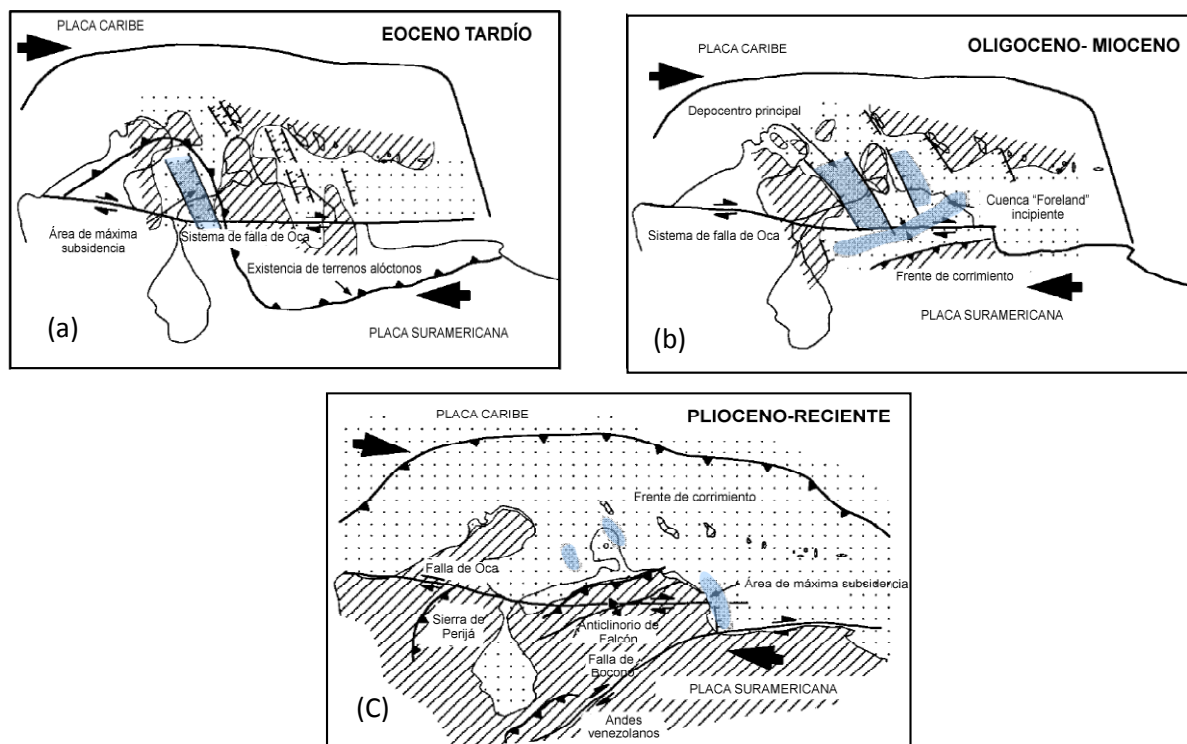 PLACA CARIBE
EOCENO TARDÍO
Área de máxima
subsidencia
Sistema de falla de Oca
Existencia de terrenos alóctonos
PLACA SURAMERICANA
(a)
PLACA CARIBE
OLIGOCENO- MIOCENO
Depocentro principal
Cuenca “Foreland”
incipiente
Sistema de falla de Oca
Frente de corrimiento
PLACA SURAMERICANA
(b)
PLACA CARIBE
PLIOCENO-RECIENTE
Frente de corrimiento
Falla de Oca
Área de máxima subsidencia
Sierra de
Perijá
Anticlinorio de
Falcón
Falla de
Bocono
PLACA SURAMERICANA
Andes
venezolanos
(C)